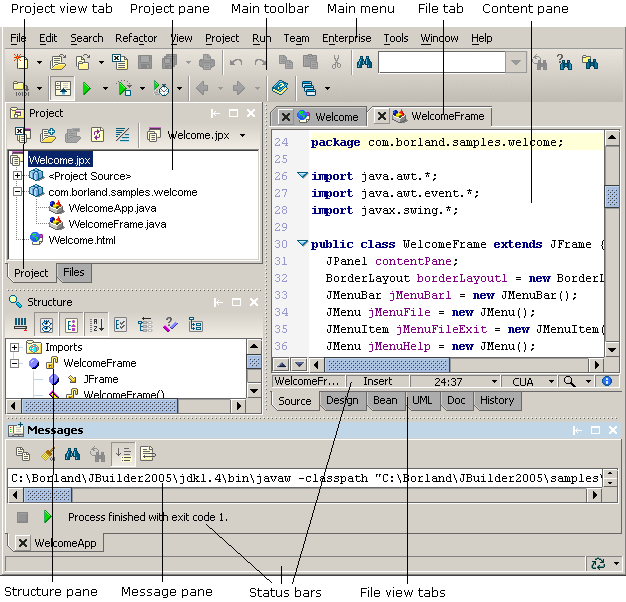 Project view tab Project pane Main toolbar Main menu File tab Content pane
File Edit Search Refactor View Project Run Team Enterprise Tools Window Help
Project
Welcome.jpx
Welcome.jpx
<Project Source>
com.borland.samples.welcome
WelcomeApp.java
WelcomeFrame.java
Welcome.html
Project Files
Structure
Imports
WelcomeFrame
JFrame
WelcomeFrame()
Welcome WelcomeFrame
24 package com.borland.samples.welcome;
25
26 import java.awt.*;
27 import java.awt.event.*;
28 import javax.swing.*;
29
30 public class WelcomeFrame extends JFrame {
31 JPanel contentPane;
32 BorderLayout borderLayout1 = new BorderL
33 JMenuBar jMenuBar1 = new JMenuBar();
34 JMenu jMenuFile = new JMenu();
35 JMenuItem jMenuFileExit = new JMenuItem(
36 JMenu jMenuHelp = new JMenu();
WelcomeFr... Insert 24:37 CUA
Source Design Bean UML Doc History
Messages
C:\Borland\JBuilder2005\jdk1.4\bin\javaw -classpath "C:\Borland\JBuilder2005\samples\
Process finished with exit code 1.
WelcomeApp
Structure pane Message pane Status bars File view tabs